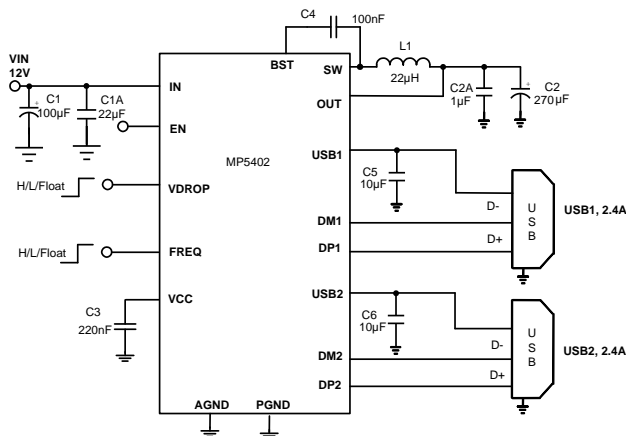 C4
100nF
VIN
12V
BST
SW
L1
22µH
C1
100µF
C1A
22µF
IN
OUT
C2A
1µF
C2
270µF
EN
MP5402
USB1
C5
10µF
H/L/Float
VDROP
D-
USB
USB1, 2.4A
DM1
D+
H/L/Float
FREQ
DP1
VCC
USB2
C3
220nF
C6
10µF
D-
USB
USB2, 2.4A
DM2
D+
DP2
AGND
PGND